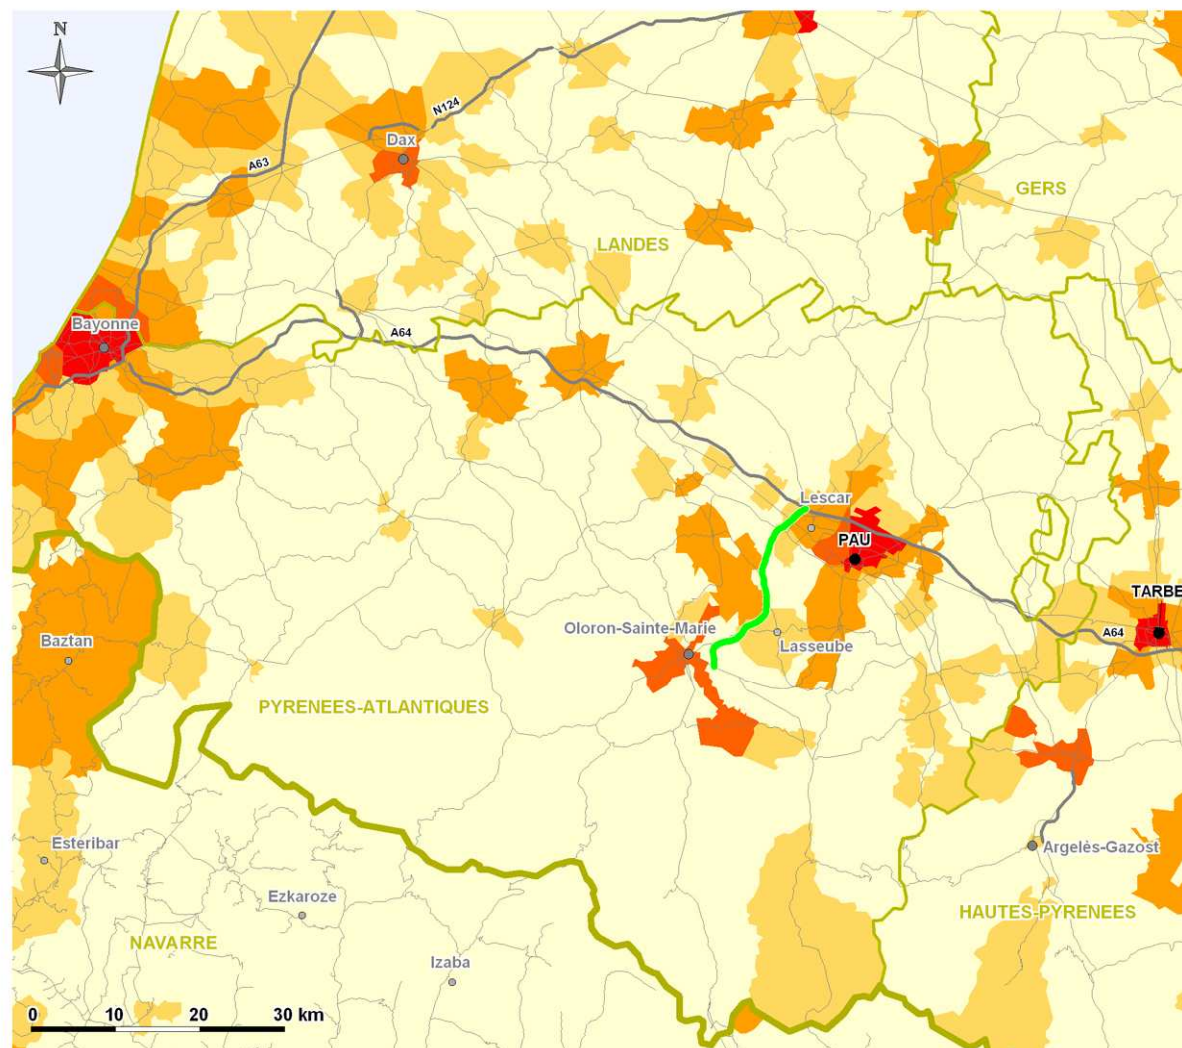 N
N124
Dax
A63
GERS
LANDES
Bayonne
A64
Lescar
PAU
TARBE
Oloron-Sainte-Marie
A64
Baztan
Lasseube
PYRENEES-ATLANTIQUES
Esteribar
Argelès-Gazost
Ezkaroze
HAUTES-PYRENEES
NAVARRE
Izaba
0 10 20 30 km